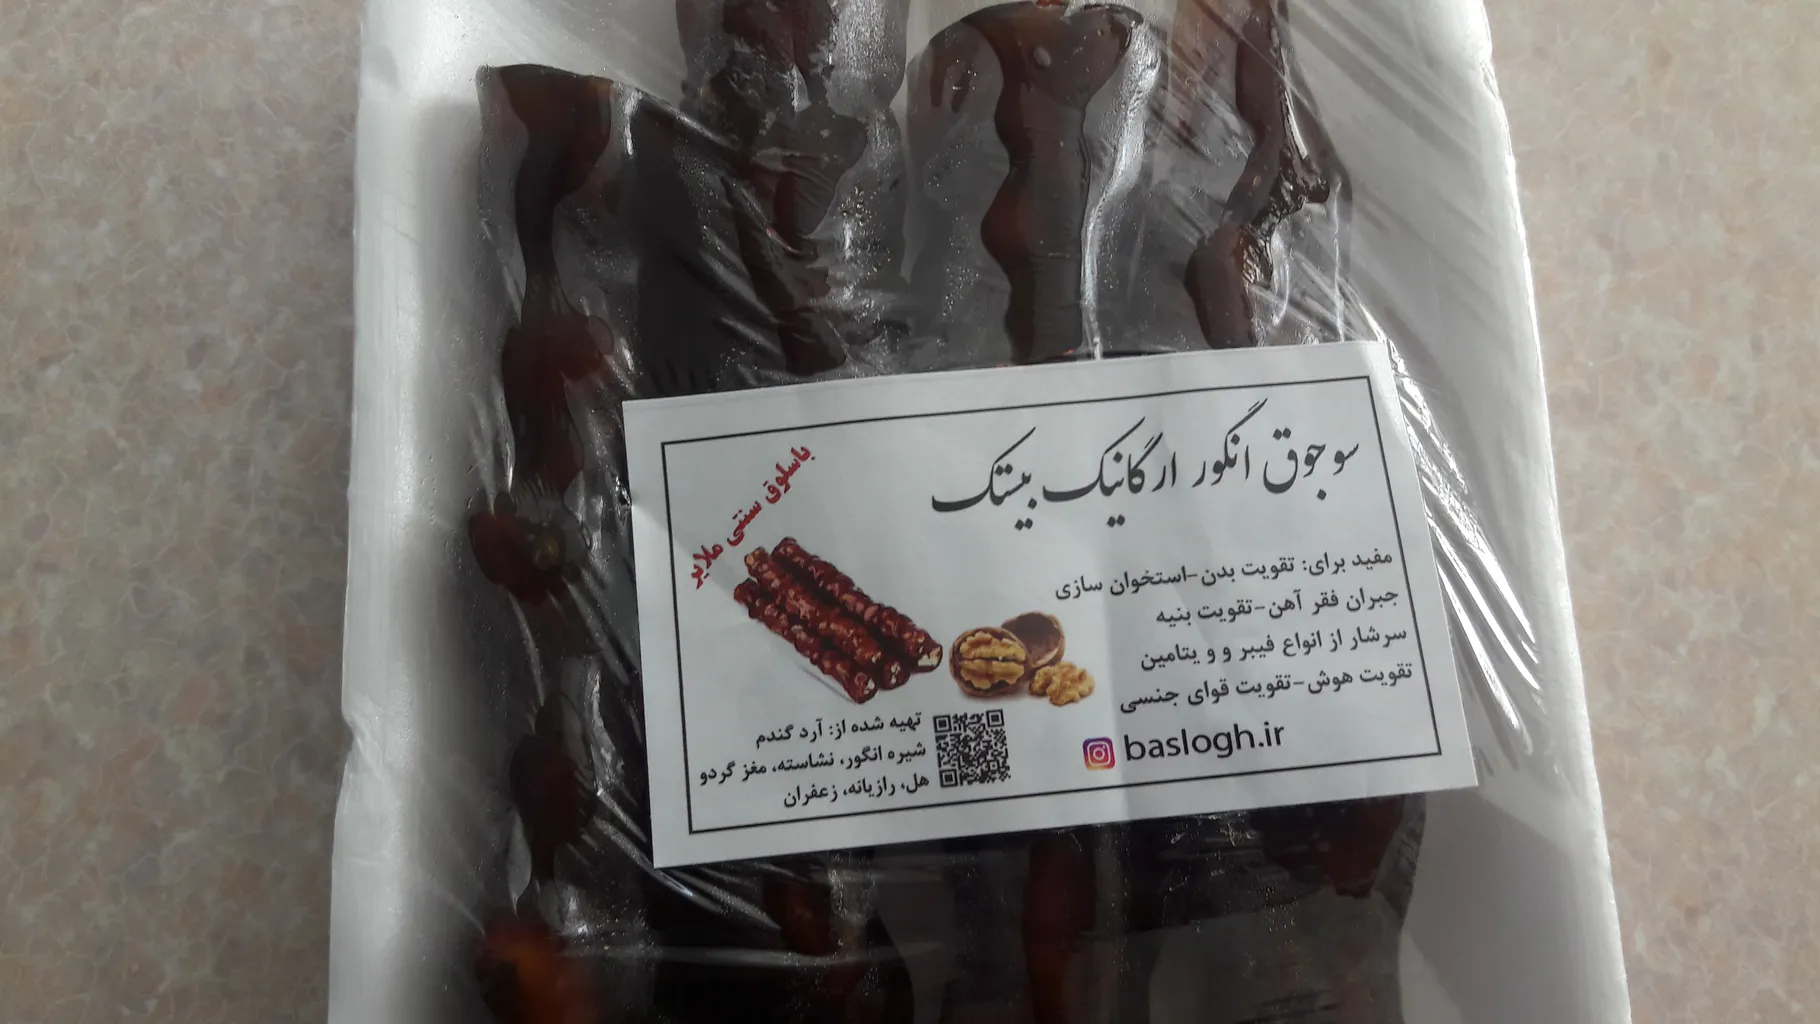 سوجوق انگور ارگانیک بیستک
باسلوق سنتی ملایر
مفید برای: تقویت بدن-استخوان سازی
جبران فقر آهن-تقویت بنیه
سرشار از انواع فیبر و و یتامین
تقویت هوش-تقویت قوای جنسی
baslogh.ir
تهیه شده از: آرد گندم
شیره انگور، نشاسته، مغز گردو
هل، رازیانه، زعفران